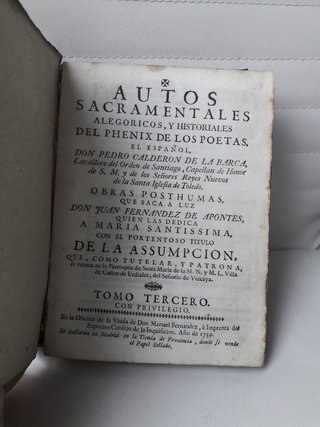 AUTOS
SACRAMENTALES
ALEGORICOS, Y HISTORIALES
DEL PHENIX DE LOS POETAS,
EL ESPAÑOL,
DON PEDRO CALDERON DE LA BARCA,
Cavallero del Orden de Santiago, Capellan de Honor
de S. M. y de los Señores Reyes Nuevos
de la Santa Iglesia de Toledo.
OBRAS POSTHUMAS,
QUE SACA A LUZ
DON JUAN FERNANDEZ DE APONTES,
QUIEN LAS DEDICA
A MARIA SANTISSIMA,
CON EL PORTENTOSO TITULO
DE LA ASSUMPCION,
QUE, COMO TUTELAR, Y PATRONA,
se venera en la Parroquia de Santa Maria de la M. N. y M. L. Villa
de Castro de Urdiales, del Señorio de Vizcaya.
TOMO TERCERO.
CON PRIVILEGIO.
En la Oficina de la Viuda de Don Manuel Fernandez, è Imprenta del
Supremo Consejo de la Inquisicion. Año de 1759.
Se hallarán en Madrid en la Tienda de Provincia, donde se vende
el Papel Sellado.